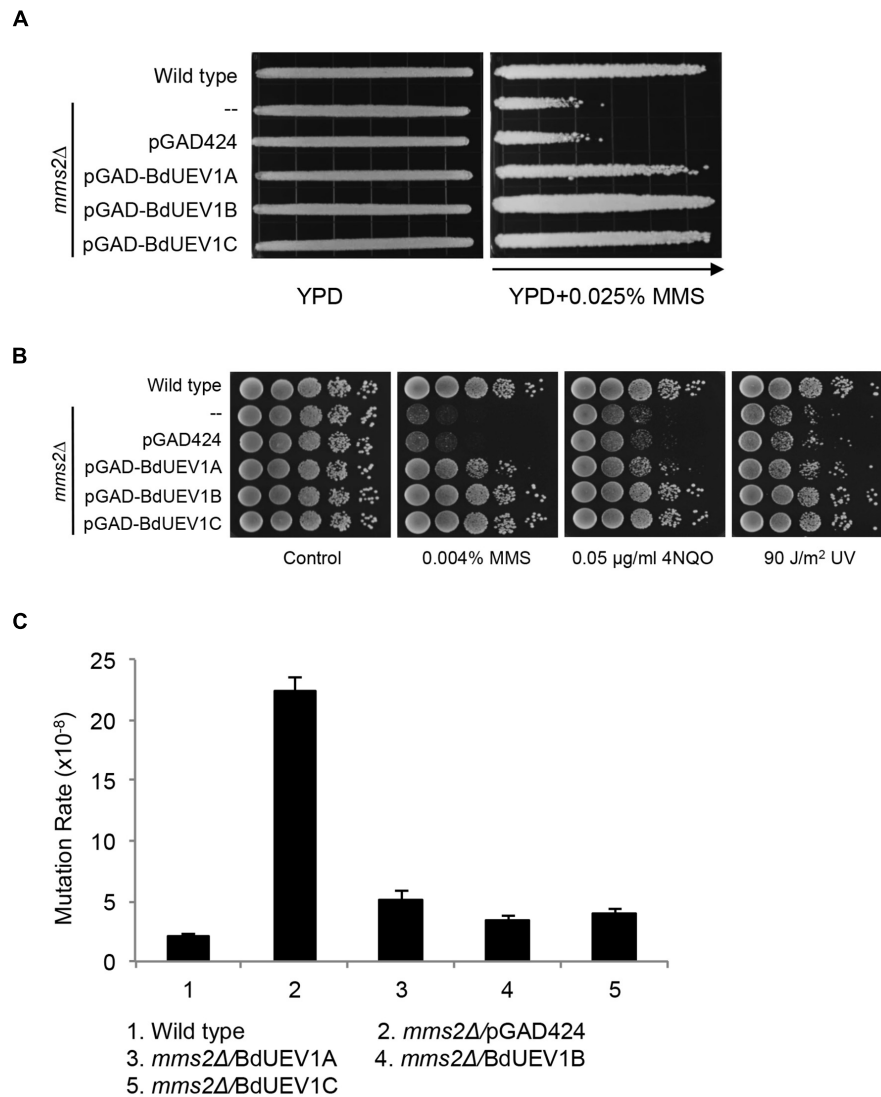 A
Wild type
--
pGAD424
pGAD-BdUEV1A
pGAD-BdUEV1B
pGAD-BdUEV1C
mms2Δ
YPD
YPD+0.025% MMS
B
Wild type
--
pGAD424
pGAD-BdUEV1A
pGAD-BdUEV1B
pGAD-BdUEV1C
mms2Δ
Control
0.004% MMS
0.05 µg/ml 4NQO
90 J/m² UV
C
Mutation Rate (x10⁻⁸)
25
20
15
10
5
0
1 2 3 4 5
1. Wild type 2. mms2Δ/pGAD424
3. mms2Δ/BdUEV1A 4. mms2Δ/BdUEV1B
5. mms2Δ/BdUEV1C